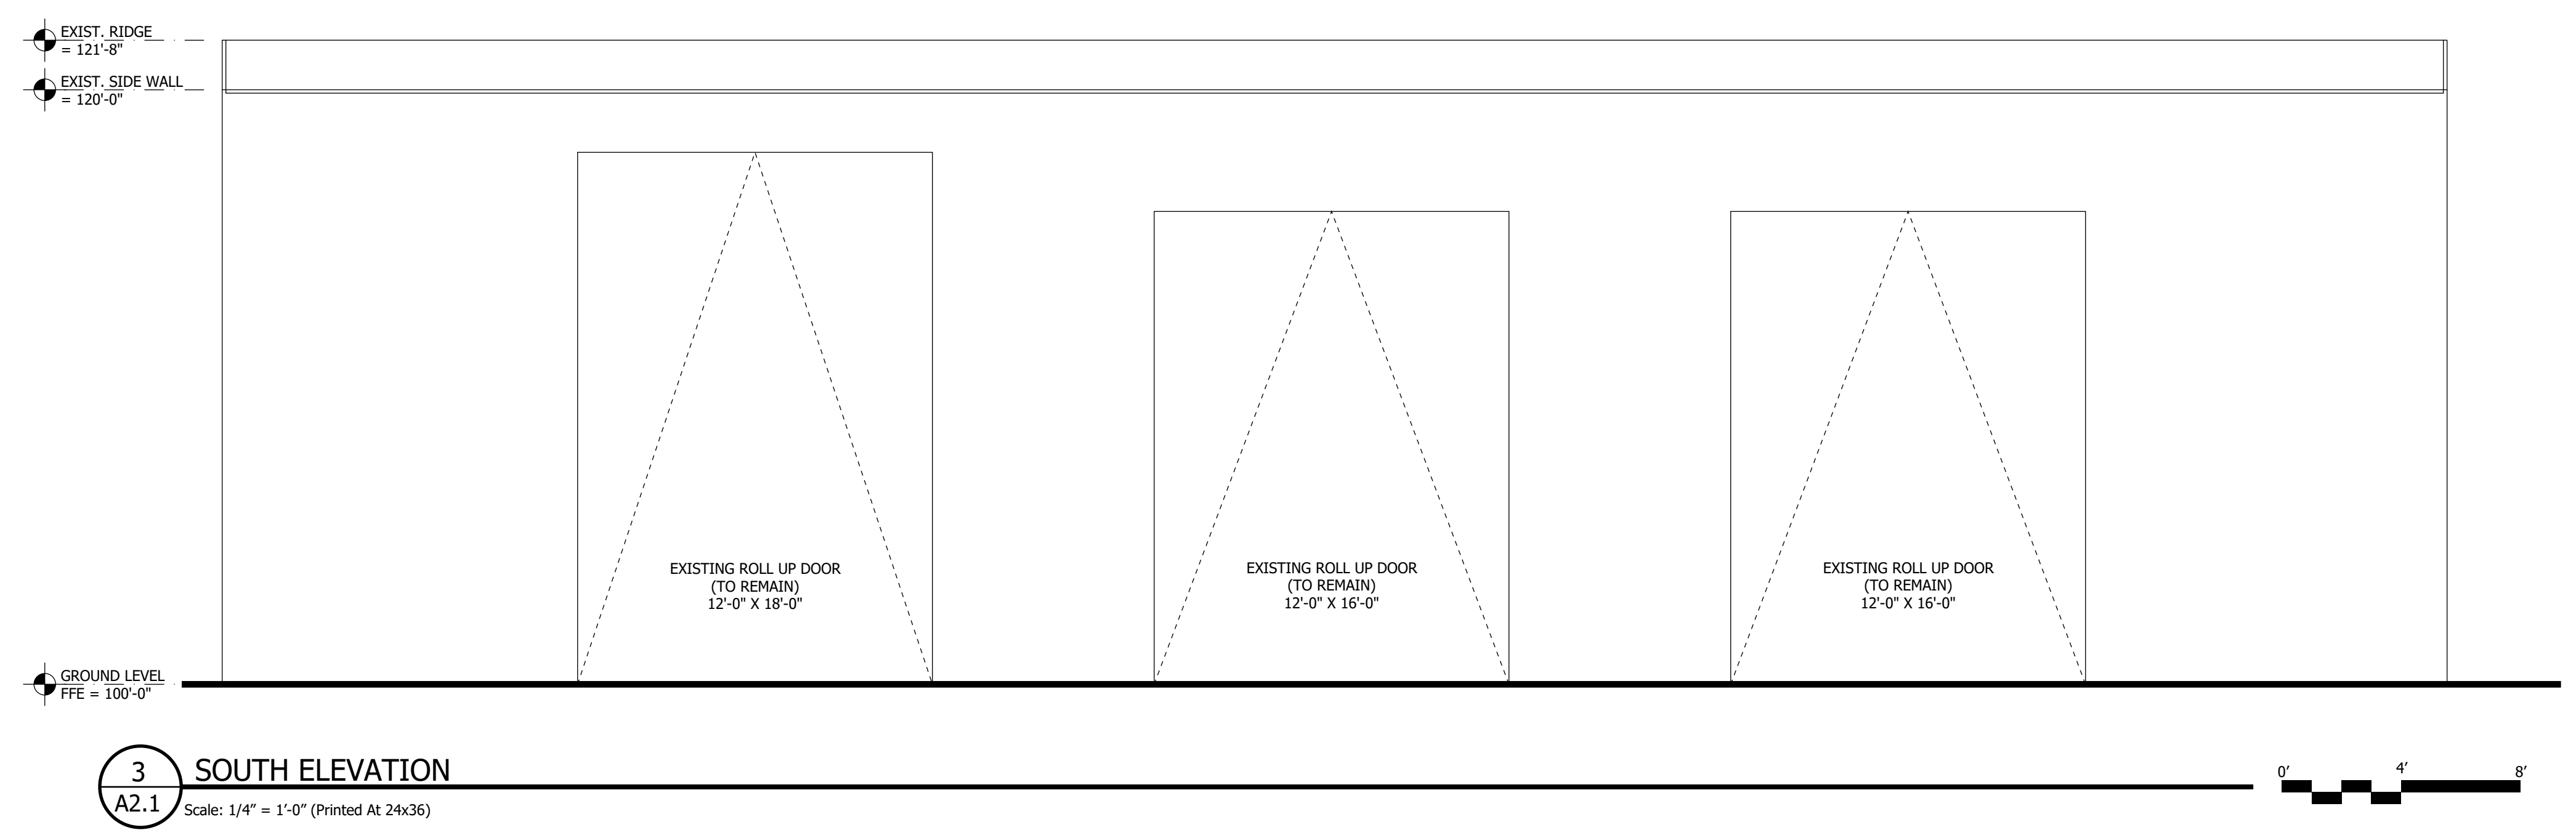 EXIST. RIDGE
= 121'-8"
EXIST. SIDE WALL
= 120'-0"
EXISTING ROLL UP DOOR
(TO REMAIN)
12'-0" X 18'-0"
EXISTING ROLL UP DOOR
(TO REMAIN)
12'-0" X 16'-0"
EXISTING ROLL UP DOOR
(TO REMAIN)
12'-0" X 16'-0"
GROUND LEVEL
FFE = 100'-0"
3
A2.1
SOUTH ELEVATION
Scale: 1/4” = 1’-0” (Printed At 24x36)
0’ 4’ 8’